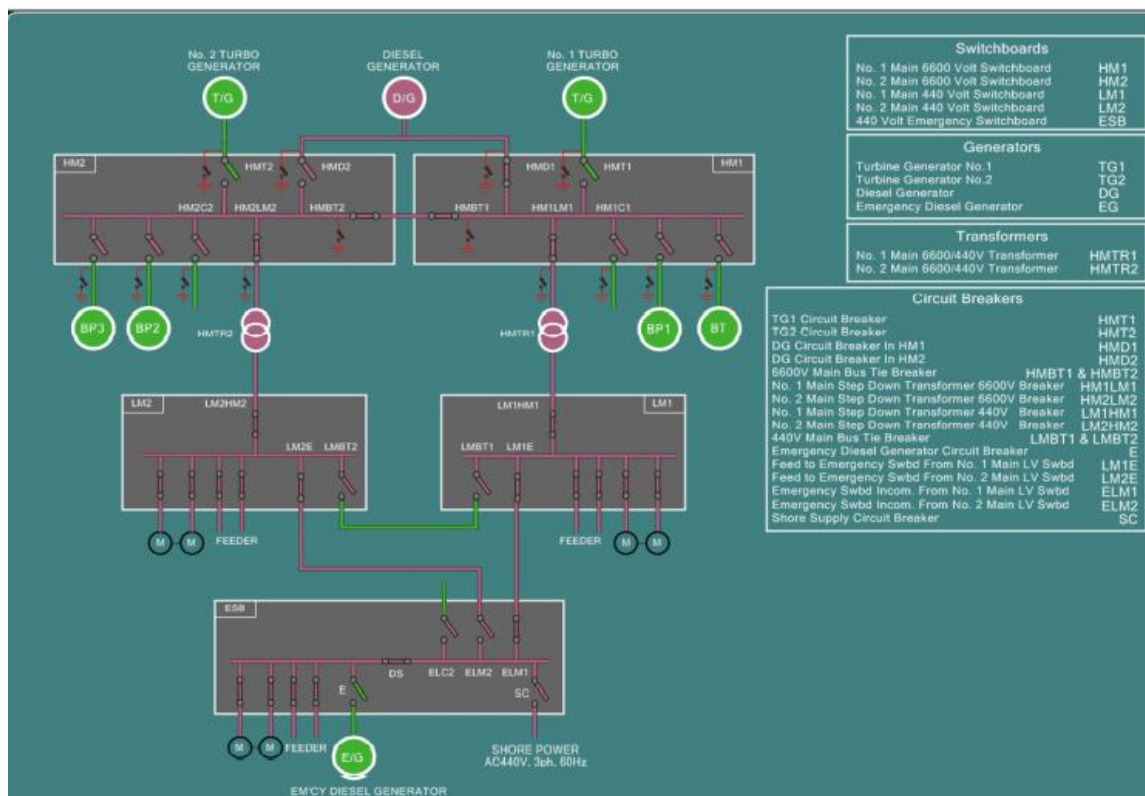 No. 2 TURBO
GENERATOR
DIESEL
GENERATOR
No. 1 TURBO
GENERATOR
T/G
D/G
T/G
HM2
HMT2
HMD2
HMD1
HMT1
HM1
HM2C2
HM2LM2
HMBT2
HMBT1
HM1LM1
HM1C1
BP3
BP2
HMTR2
HMTR1
BP1
BT
LM2
LM2HM2
LM1HM1
LM1
LM2E
LMBT2
LMBT1
LM1E
M
M
FEEDER
FEEDER
M
M
ESB
DS
ELC2
ELM2
ELM1
E
SC
M
M
FEEDER
E/G
SHORE POWER
AC440V. 3ph. 60Hz
EM'CY DIESEL GENERATOR
Switchboards
No. 1 Main 6600 Volt Switchboard HM1
No. 2 Main 6600 Volt Switchboard HM2
No. 1 Main 440 Volt Switchboard LM1
No. 2 Main 440 Volt Switchboard LM2
440 Volt Emergency Switchboard ESB
Generators
Turbine Generator No.1 TG1
Turbine Generator No.2 TG2
Diesel Generator DG
Emergency Diesel Generator EG
Transformers
No. 1 Main 6600/440V Transformer HMTR1
No. 2 Main 6600/440V Transformer HMTR2
Circuit Breakers
TG1 Circuit Breaker HMT1
TG2 Circuit Breaker HMT2
DG Circuit Breaker In HM1 HMD1
DG Circuit Breaker In HM2 HMD2
6600V Main Bus Tie Breaker HMBT1 & HMBT2
No. 1 Main Step Down Transformer 6600V Breaker HM1LM1
No. 2 Main Step Down Transformer 6600V Breaker HM2LM2
No. 1 Main Step Down Transformer 440V Breaker LM1HM1
No. 2 Main Step Down Transformer 440V Breaker LM2HM2
440V Main Bus Tie Breaker LMBT1 & LMBT2
Emergency Diesel Generator Circuit Breaker E
Feed to Emergency Swbd From No. 1 Main LV Swbd LM1E
Feed to Emergency Swbd From No. 2 Main LV Swbd LM2E
Emergency Swbd Incom. From No. 1 Main LV Swbd ELM1
Emergency Swbd Incom. From No. 2 Main LV Swbd ELM2
Shore Supply Circuit Breaker SC